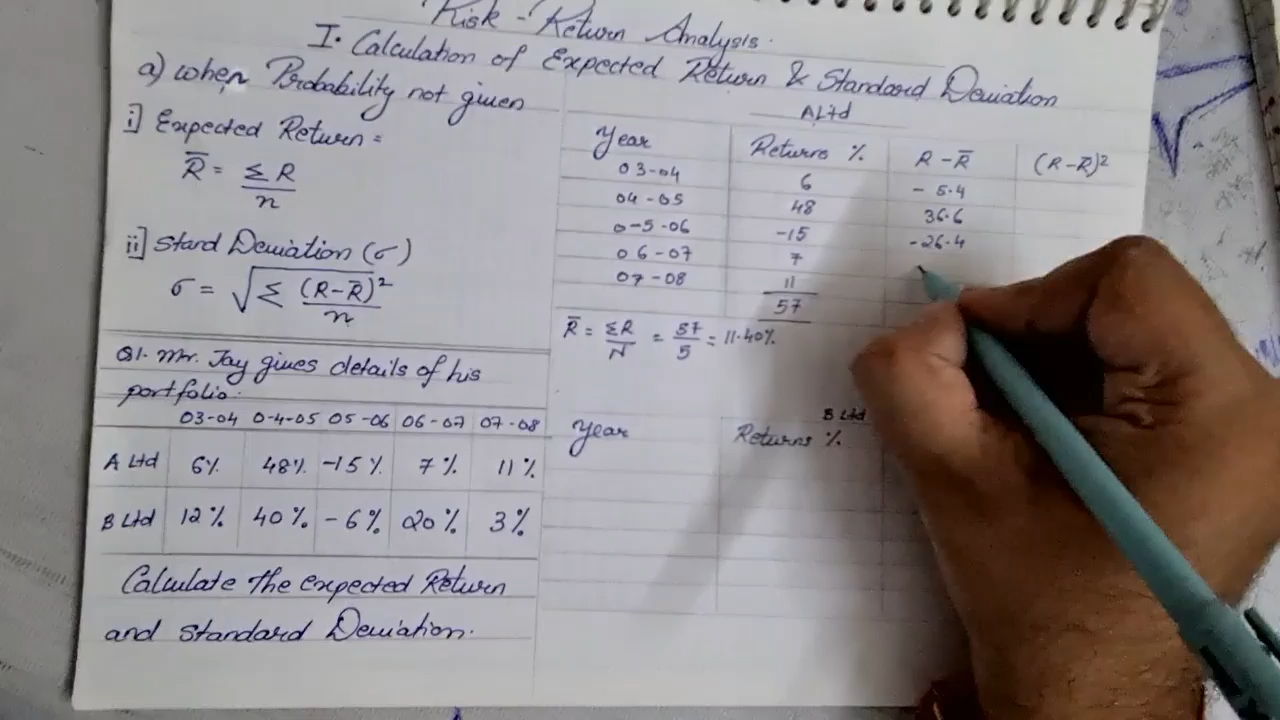 Risk - Return Analysis.
I. Calculation of Expected Return & Standard Deviation
a) when Probability not given
i] Expected Return =
R̄ = Σ R / n
ii] Stand Deviation (σ)
σ = √Σ (R-R̄)² / n
Q1. Mr. Jay gives details of his
portfolio.
03-04 0-4-05 05-06 06-07 07-08
A Ltd 6% 48% -15% 7% 11%
B Ltd 12% 40% -6% 20% 3%
Calculate the expected Return
and standard Deviation.
A Ltd
Year Returns % R - R̄ (R-R̄)²
03-04 6 - 5.4
04-05 48 36.6
0-5-06 -15 -26.4
06-07 7
07-08 11
57
R̄ = ΣR / N = 57 / 5 = 11.40%
B Ltd
Year Returns %